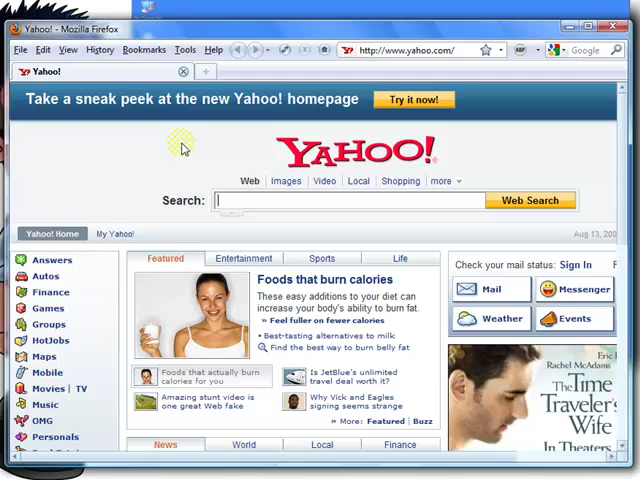 Yahoo! - Mozilla Firefox
File Edit View History Bookmarks Tools Help
http://www.yahoo.com/
ABP
Google
Yahoo!
Take a sneak peek at the new Yahoo! homepage
Try it now!
YAHOO!
Web Images Video Local Shopping more
Search:
Web Search
Yahoo! Home My Yahoo!
Aug 13, 200
Answers
Autos
Finance
Games
Groups
HotJobs
Maps
Mobile
Movies | TV
Music
OMG
Personals
Featured Entertainment Sports Life
Foods that burn calories
These easy additions to your diet can
increase your body's ability to burn fat.
» Feel fuller on fewer calories
• Best-tasting alternatives to milk
Find the best way to burn belly fat
Foods that actually burn
calories for you
Is JetBlue's unlimited
travel deal worth it?
Amazing stunt video is
one great Web fake
Why Vick and Eagles
signing seems strange
» More: Featured | Buzz
News World Local Finance
Check your mail status: Sign In
F
Mail
Messenger
Weather
Events
Eric
Rachel McAdams
The Time
Traveler's
Wife
In Theaters